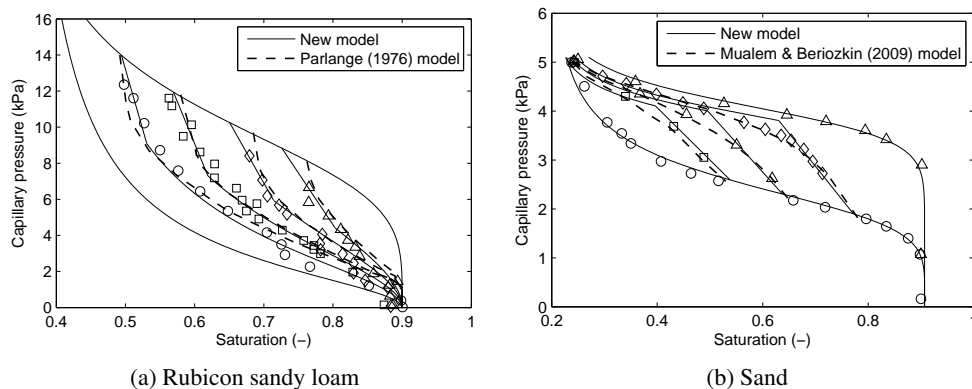 16
14
12
10
8
6
4
2
0
Capillary pressure (kPa)
New model
Parlange (1976) model
0.4 0.5 0.6 0.7 0.8 0.9 1
Saturation (-)
(a) Rubicon sandy loam
6
5
4
3
2
1
0
Capillary pressure (kPa)
New model
Mualem & Beriozkin (2009) model
0.2 0.4 0.6 0.8 1
Saturation (-)
(b) Sand